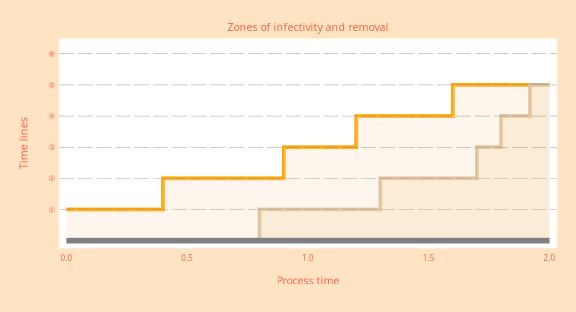 Zones of infectivity and removal
⑥
⑤
④
③
②
①
Time lines
0.0 0.5 1.0 1.5 2.0
Process time